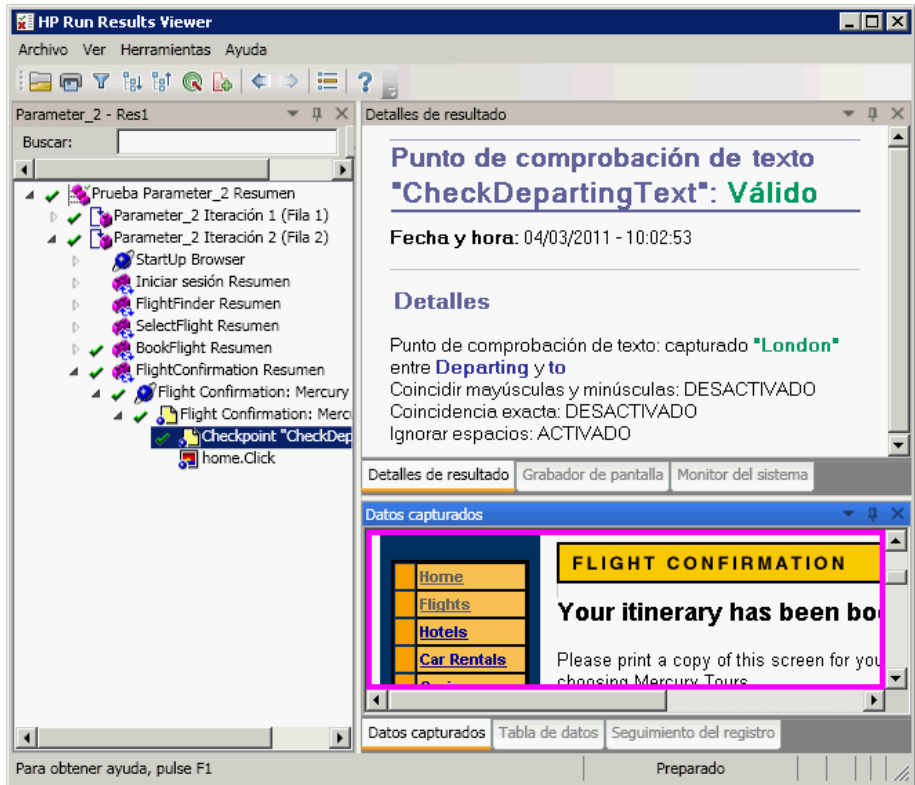 HP Run Results Viewer
Archivo Ver Herramientas Ayuda
Parameter_2 - Res1
Buscar:
Prueba Parameter_2 Resumen
Parameter_2 Iteración 1 (Fila 1)
Parameter_2 Iteración 2 (Fila 2)
StartUp Browser
Iniciar sesión Resumen
FlightFinder Resumen
SelectFlight Resumen
BookFlight Resumen
FlightConfirmation Resumen
Flight Confirmation: Mercury
Flight Confirmation: Mercu
Checkpoint "CheckDep
home.Click
Detalles de resultado
Punto de comprobación de texto
"CheckDepartingText": Válido
Fecha y hora: 04/03/2011 - 10:02:53
Detalles
Punto de comprobación de texto: capturado "London"
entre Departing y to
Coincidir mayúsculas y minúsculas: DESACTIVADO
Coincidencia exacta: DESACTIVADO
Ignorar espacios: ACTIVADO
Detalles de resultado Grabador de pantalla Monitor del sistema
Datos capturados
Home
Flights
Hotels
Car Rentals
FLIGHT CONFIRMATION
Your itinerary has been bo
Please print a copy of this screen for you
choosing Mercury Tours
Datos capturados Tabla de datos Seguimiento del registro
Para obtener ayuda, pulse F1
Preparado